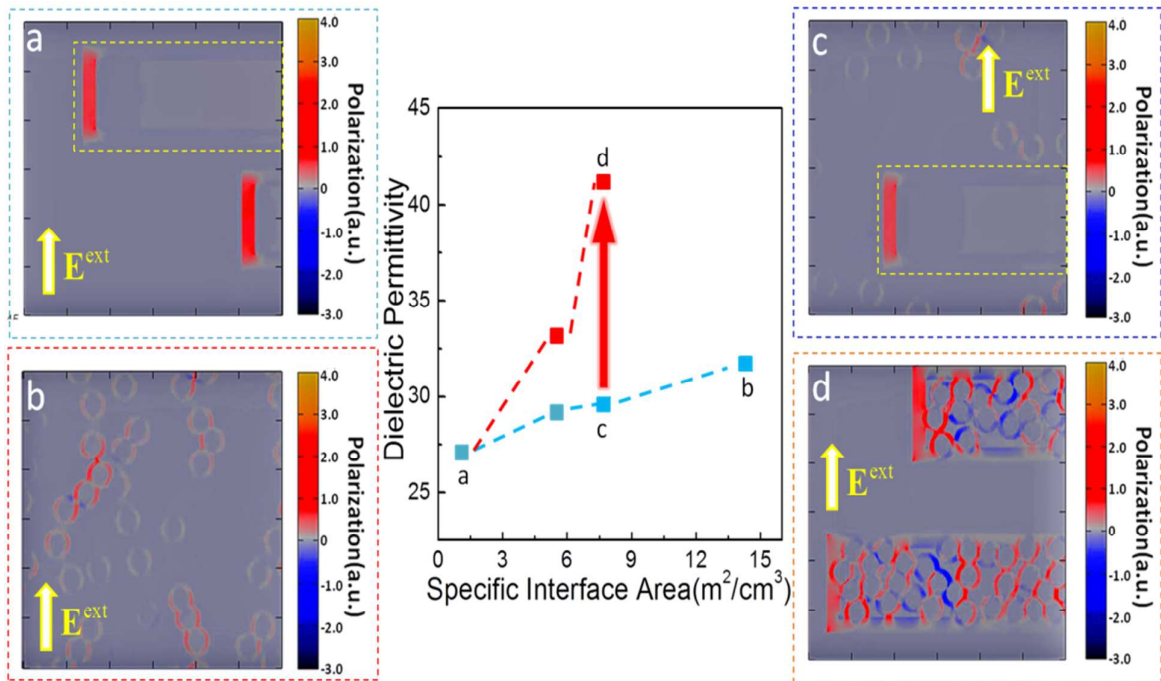 a
E^ext
4.0
3.0
2.0
1.0
0
-1.0
-2.0
-3.0
Polarization(a.u.)
b
E^ext
4.0
3.0
2.0
1.0
0
-1.0
-2.0
-3.0
Polarization(a.u.)
45
40
35
30
25
Dielectric Permittivity
d
a
c
b
0 3 6 9 12 15
Specific Interface Area(m²/cm³)
c
E^ext
4.0
3.0
2.0
1.0
0
-1.0
-2.0
-3.0
Polarization(a.u.)
d
E^ext
4.0
3.0
2.0
1.0
0
-1.0
-2.0
-3.0
Polarization(a.u.)